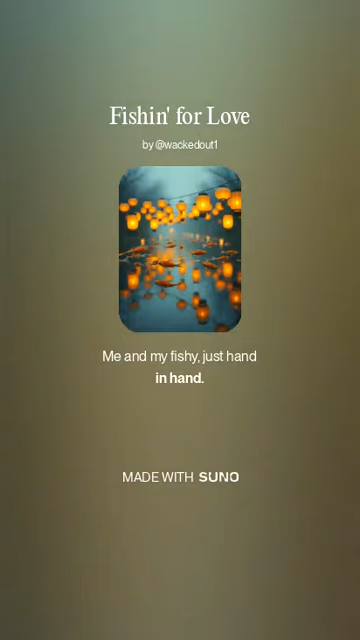 Fishin' for Love
by @wackedout1
Me and my fishy, just hand
in hand.
MADE WITH SUNO